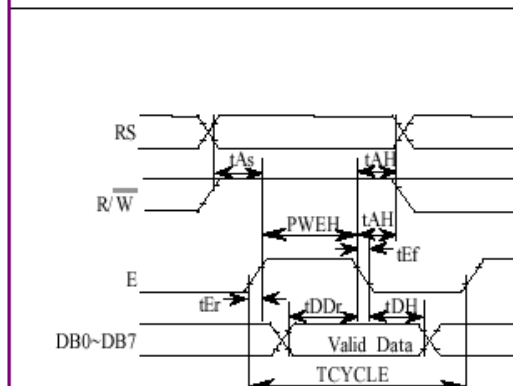 RS
tAs
tAH
R/W
PWEH
tAH
tEf
E
tEr
tDDr
tDH
DB0~DB7
Valid Data
TCYCLE